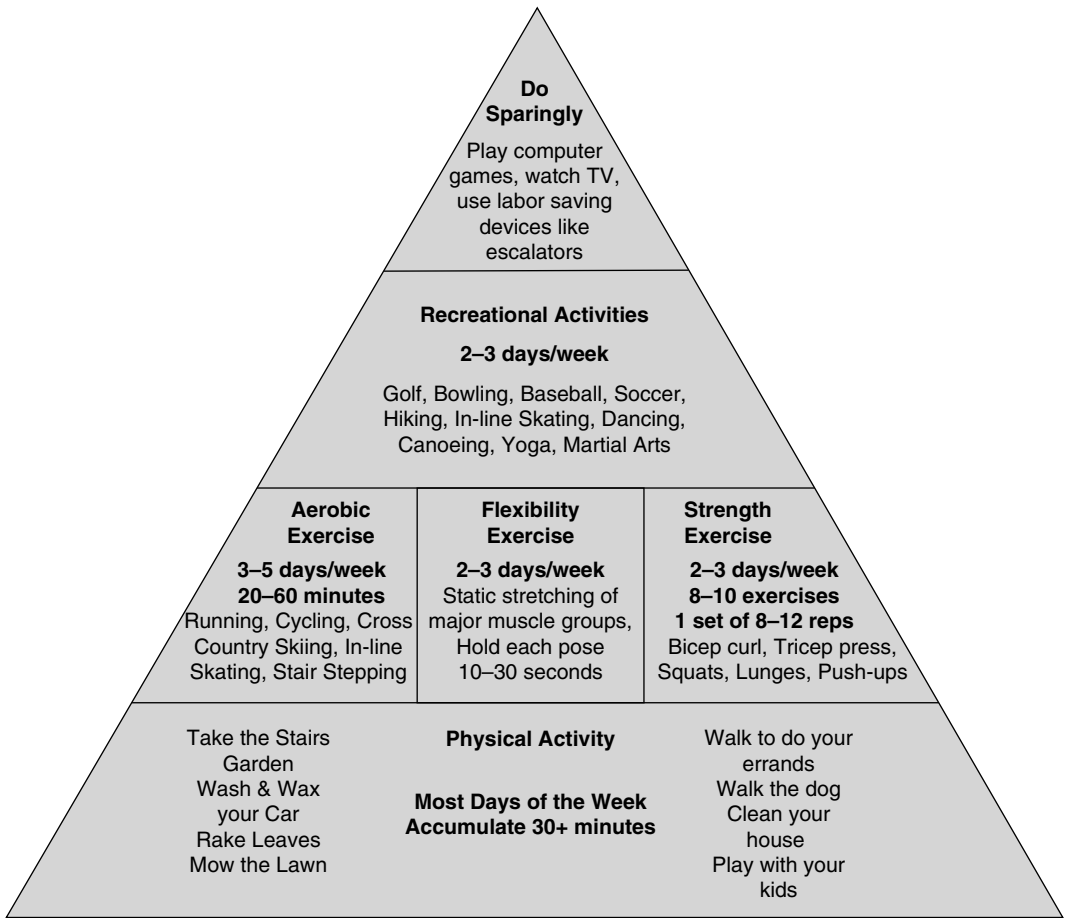 Do
Sparingly
Play computer
games, watch TV,
use labor saving
devices like
escalators
Recreational Activities
2–3 days/week
Golf, Bowling, Baseball, Soccer,
Hiking, In-line Skating, Dancing,
Canoeing, Yoga, Martial Arts
Aerobic
Exercise
3–5 days/week
20–60 minutes
Running, Cycling, Cross
Country Skiing, In-line
Skating, Stair Stepping
Flexibility
Exercise
2–3 days/week
Static stretching of
major muscle groups,
Hold each pose
10–30 seconds
Strength
Exercise
2–3 days/week
8–10 exercises
1 set of 8–12 reps
Bicep curl, Tricep press,
Squats, Lunges, Push-ups
Take the Stairs
Garden
Wash & Wax
your Car
Rake Leaves
Mow the Lawn
Physical Activity
Most Days of the Week
Accumulate 30+ minutes
Walk to do your
errands
Walk the dog
Clean your
house
Play with your
kids